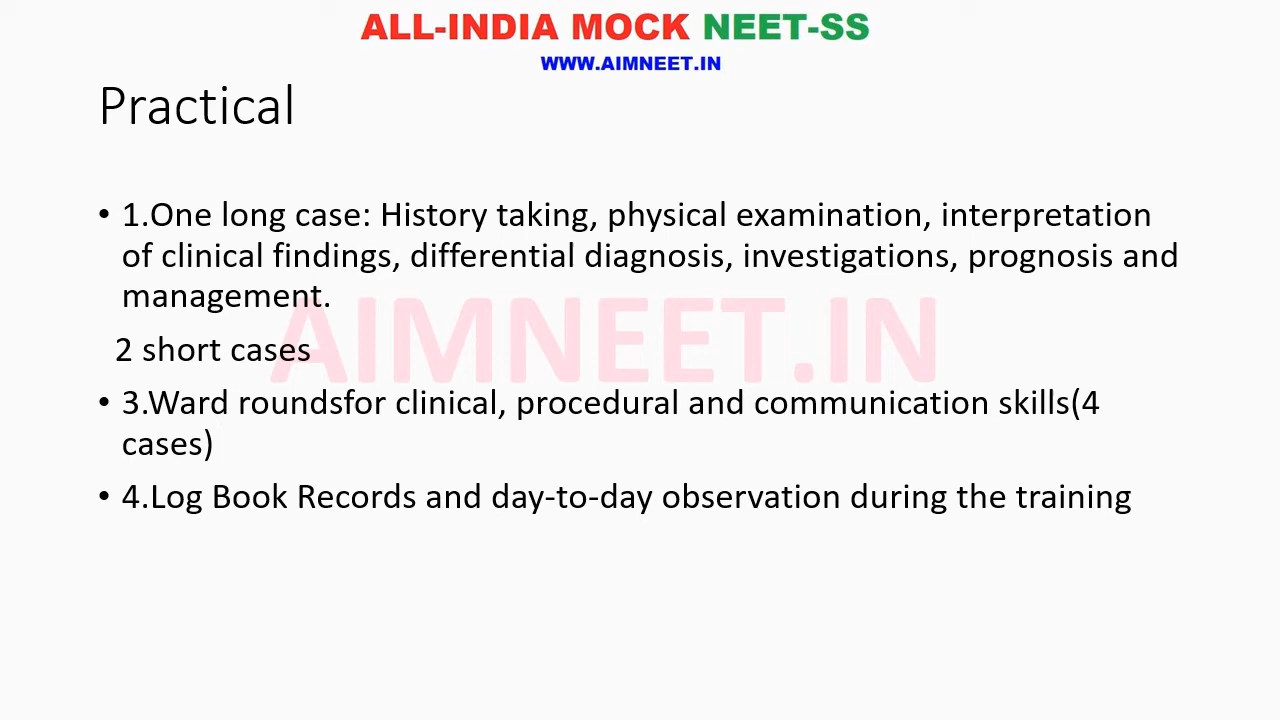 ALL-INDIA MOCK NEET-SS
WWW.AIMNEET.IN
Practical
• 1.One long case: History taking, physical examination, interpretation
of clinical findings, differential diagnosis, investigations, prognosis and
management.
AIMNEET.IN
2 short cases
• 3.Ward roundsfor clinical, procedural and communication skills(4
cases)
• 4.Log Book Records and day-to-day observation during the training